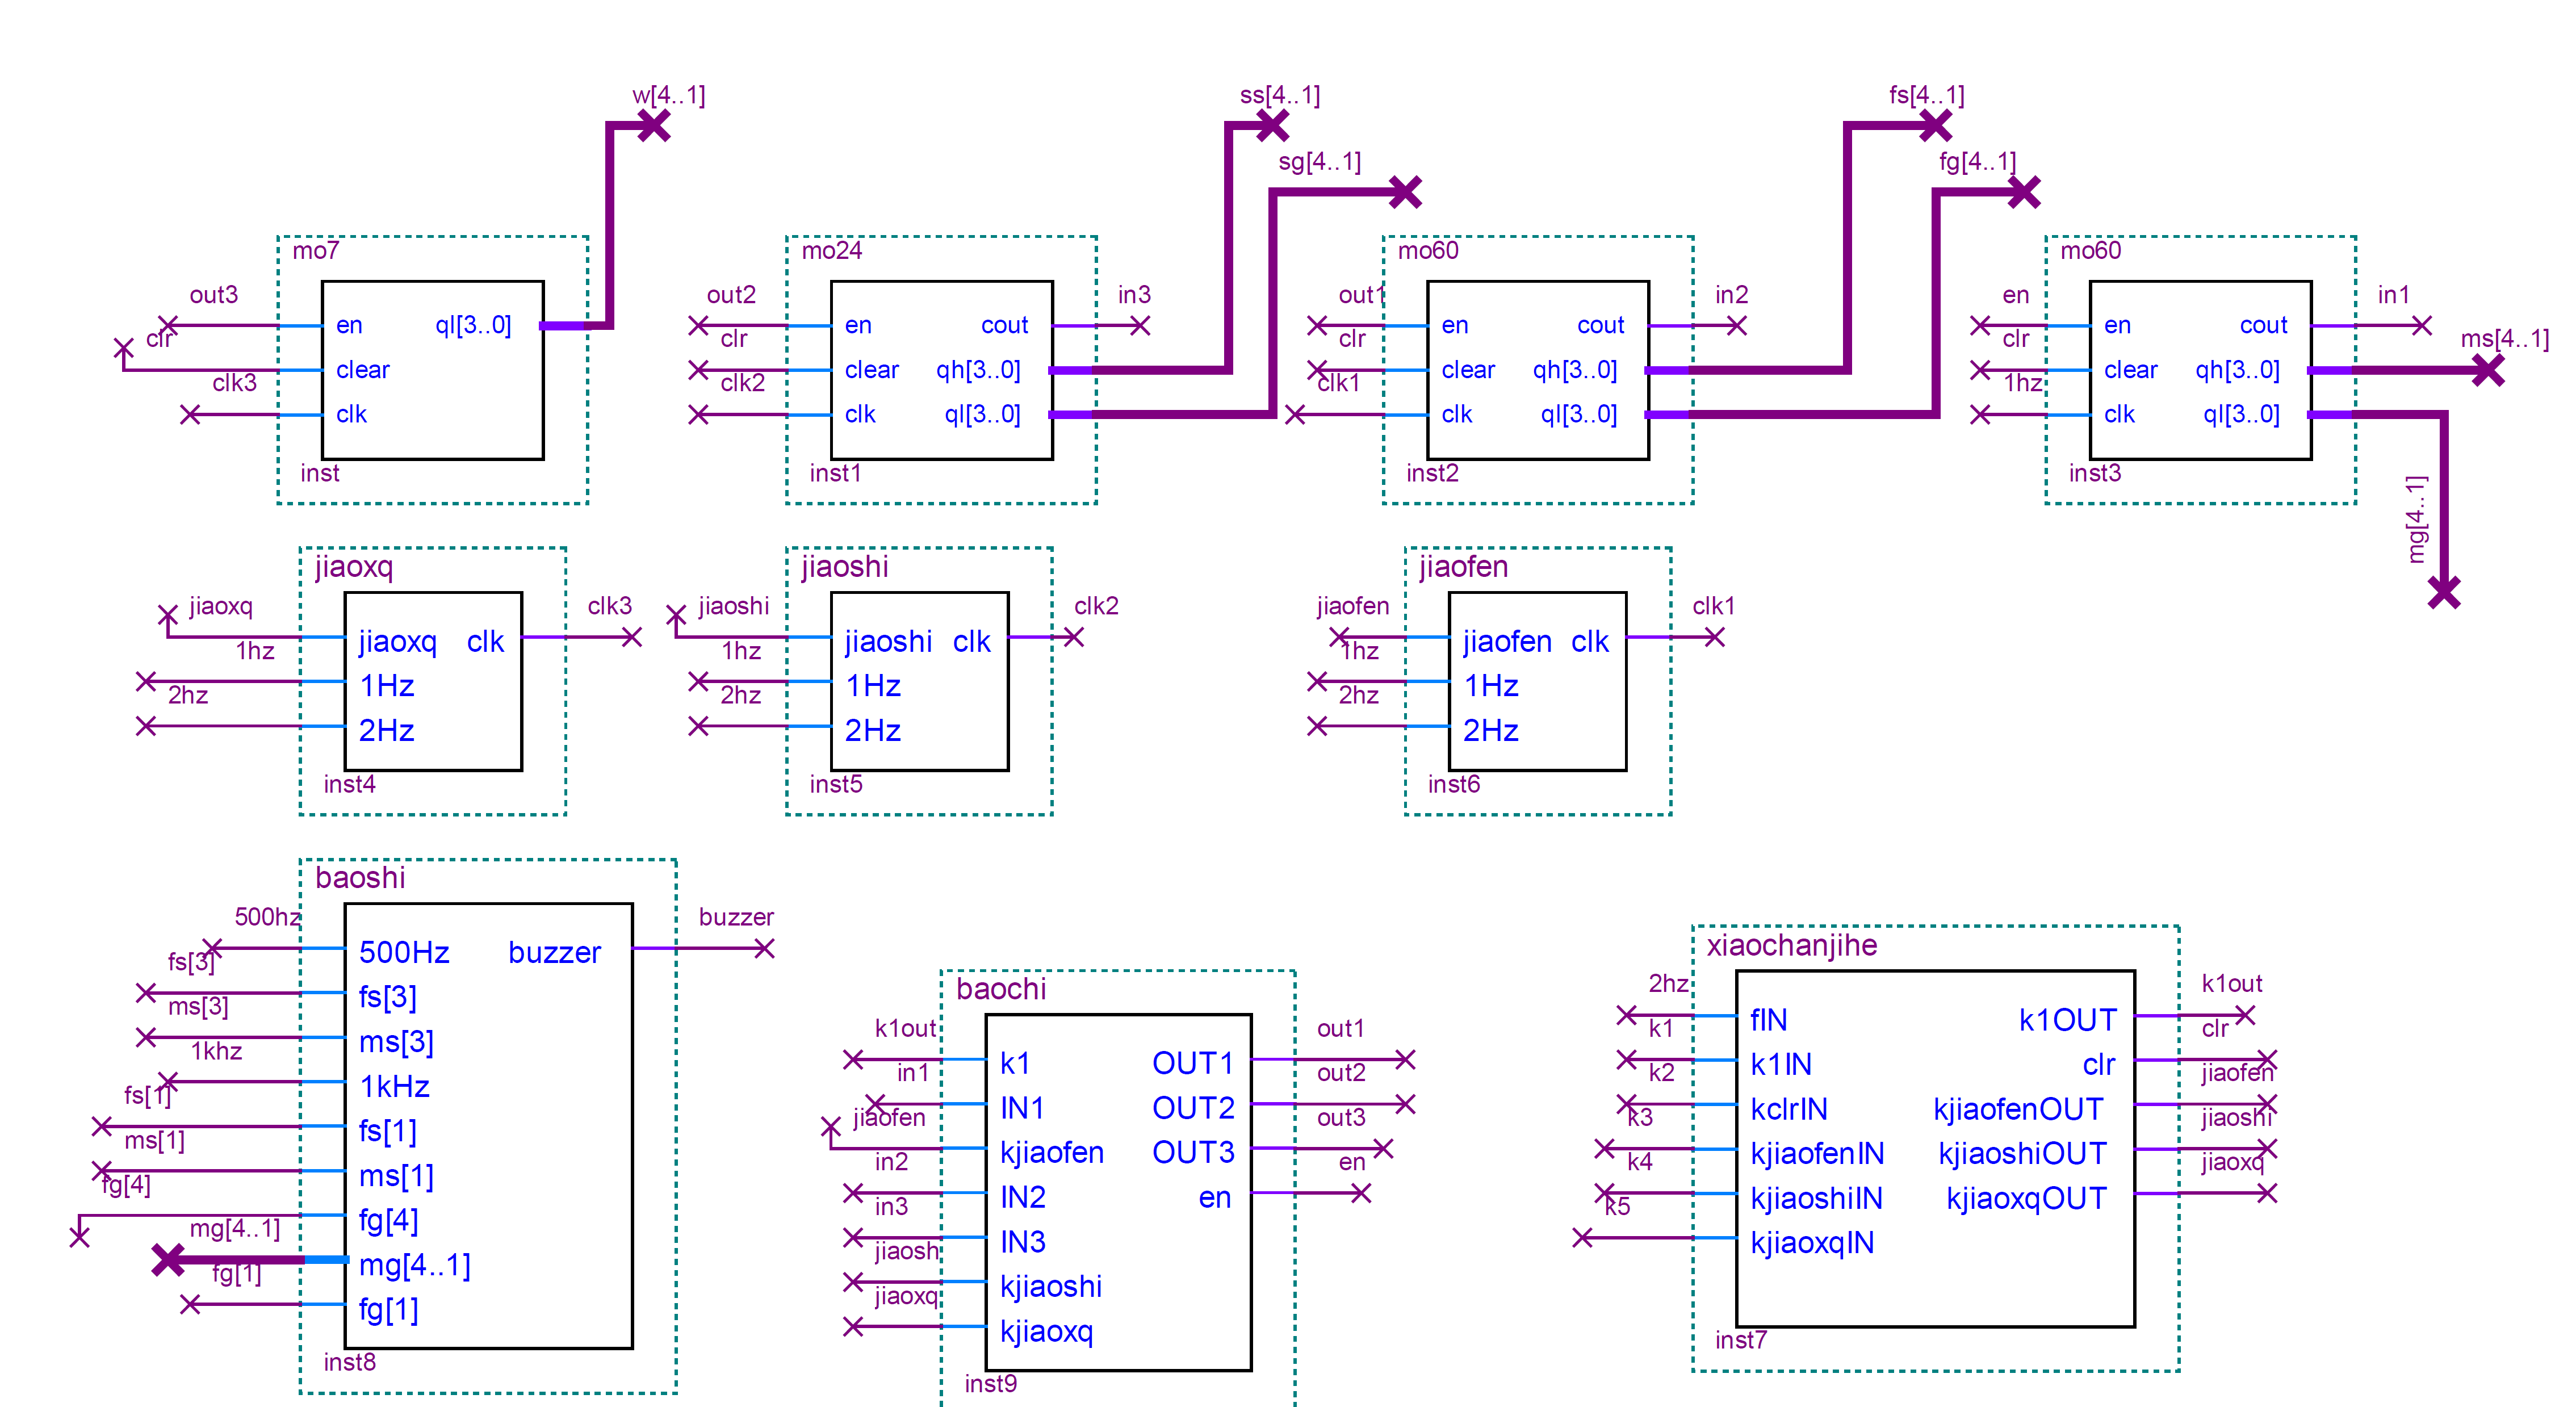 w[4..1]
ss[4..1]
fs[4..1]
sg[4..1]
fg[4..1]
mo7
out3
clr
clk3
en
clear
clk
ql[3..0]
inst
mo24
out2
clr
clk2
en
clear
clk
cout
qh[3..0]
ql[3..0]
in3
inst1
mo60
out1
clr
clk1
en
clear
clk
cout
qh[3..0]
ql[3..0]
in2
inst2
mo60
en
clr
1hz
en
clear
clk
cout
qh[3..0]
ql[3..0]
in1
ms[4..1]
mg[4..1]
inst3
jiaoxq
jiaoxq
1hz
2hz
jiaoxq
1Hz
2Hz
clk
clk3
inst4
jiaoshi
jiaoshi
1hz
2hz
jiaoshi
1Hz
2Hz
clk
clk2
inst5
jiaofen
jiaofen
1hz
2hz
jiaofen
1Hz
2Hz
clk
clk1
inst6
baoshi
500hz
fs[3]
ms[3]
1khz
fs[1]
ms[1]
fg[4]
mg[4..1]
fg[1]
500Hz
fs[3]
ms[3]
1kHz
fs[1]
ms[1]
fg[4]
mg[4..1]
fg[1]
buzzer
buzzer
inst8
baochi
k1out
in1
jiaofen
in2
in3
jiaosh
jiaoxq
k1
IN1
kjiaofen
IN2
IN3
kjiaoshi
kjiaoxq
OUT1
OUT2
OUT3
en
out1
out2
out3
en
inst9
xiaochanjihe
2hz
k1
k2
k3
k4
k5
fIN
k1IN
kclrIN
kjiaofenIN
kjiaoshiIN
kjiaoxqIN
k1OUT
clr
kjiaofenOUT
kjiaoshiOUT
kjiaoxqOUT
k1out
clr
jiaofen
jiaoshi
jiaoxq
inst7